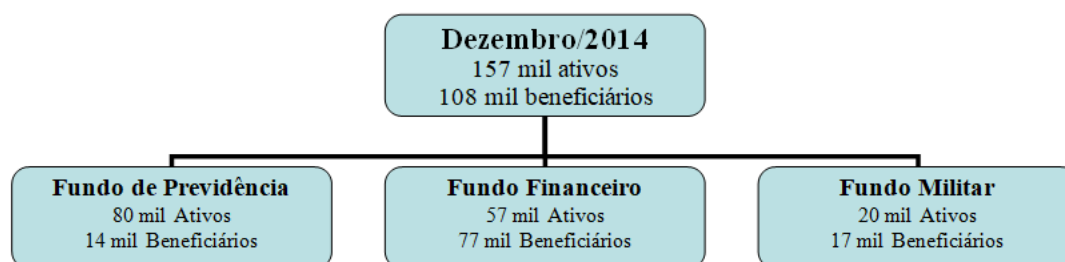 Dezembro/2014
157 mil ativos
108 mil beneficiários
Fundo de Previdência
80 mil Ativos
14 mil Beneficiários
Fundo Financeiro
57 mil Ativos
77 mil Beneficiários
Fundo Militar
20 mil Ativos
17 mil Beneficiários